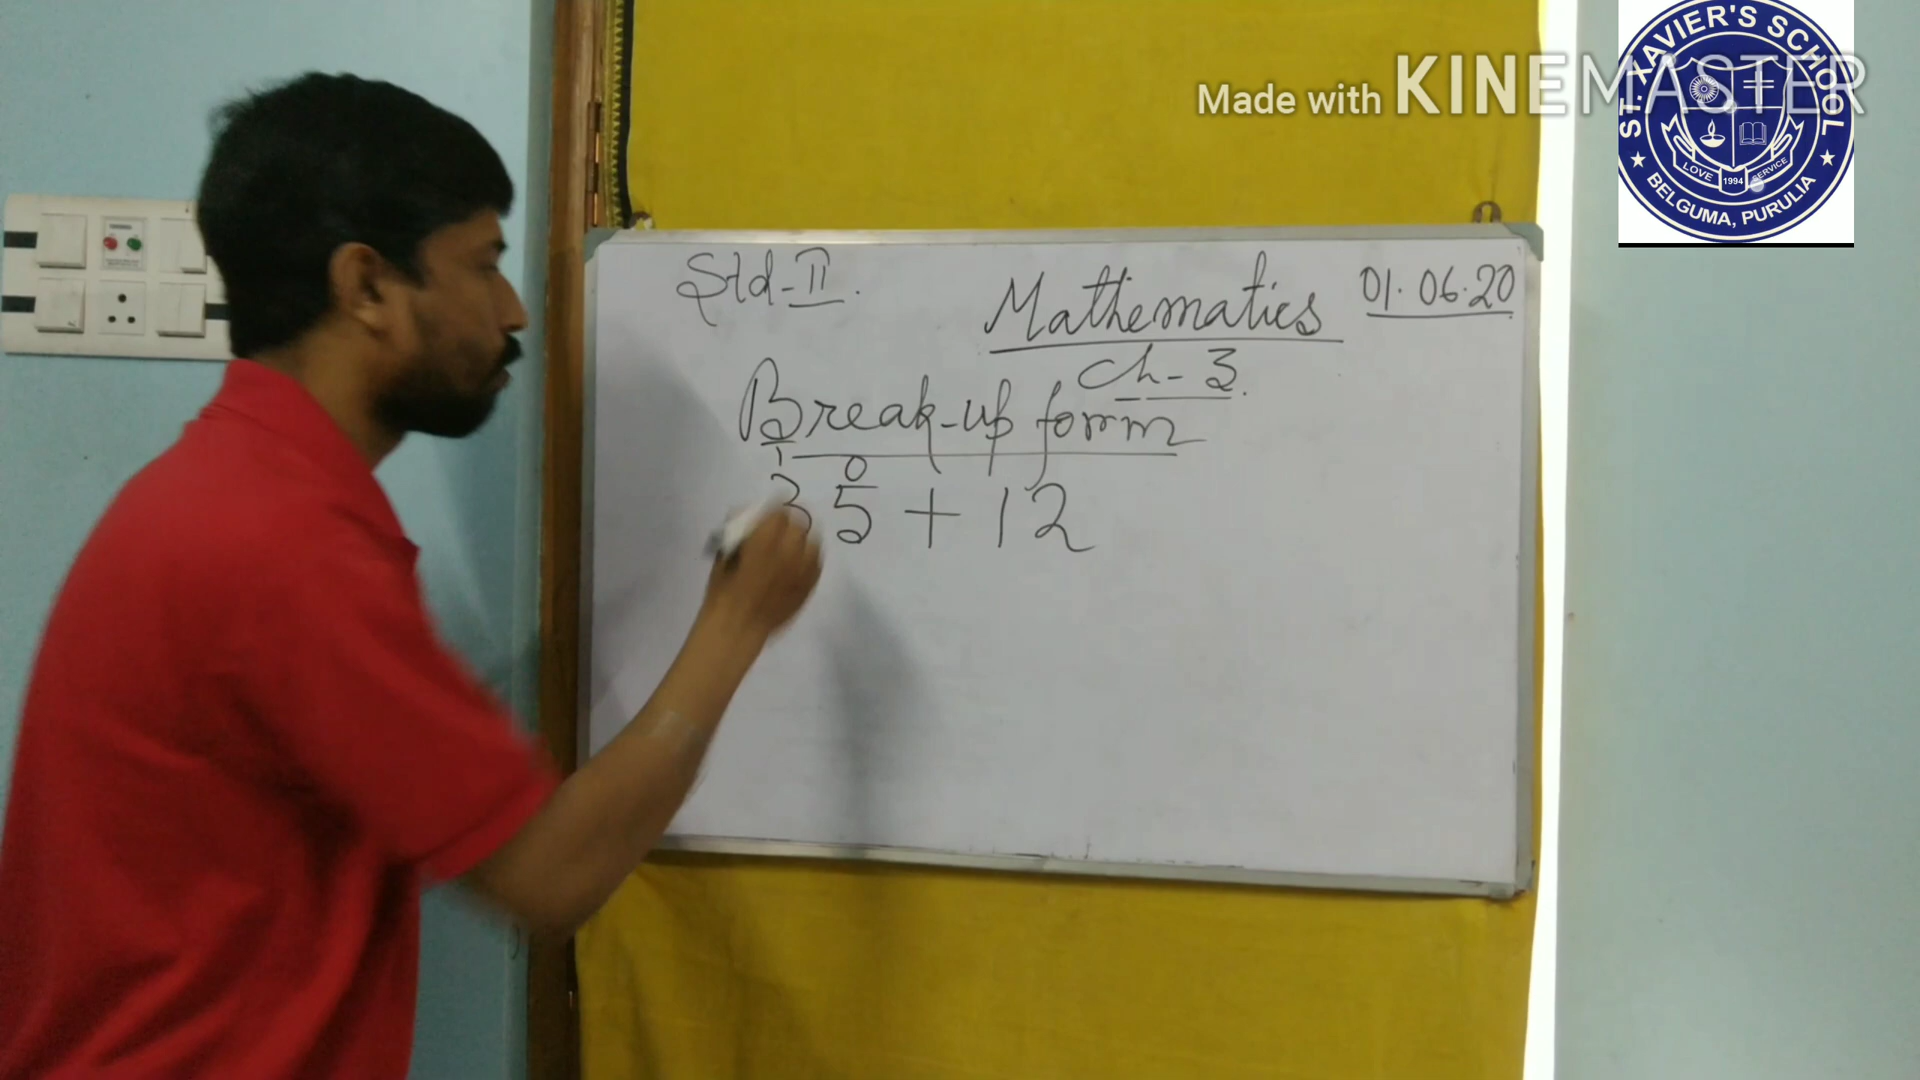 Made with KINEMASTER
ST. XAVIER'S SCHOOL
LOVE 1994 SERVICE
BELGUMA, PURULIA
Std-II.
01.06.20
Mathematics
Ch-3.
Break-up form
1 0
35 + 12